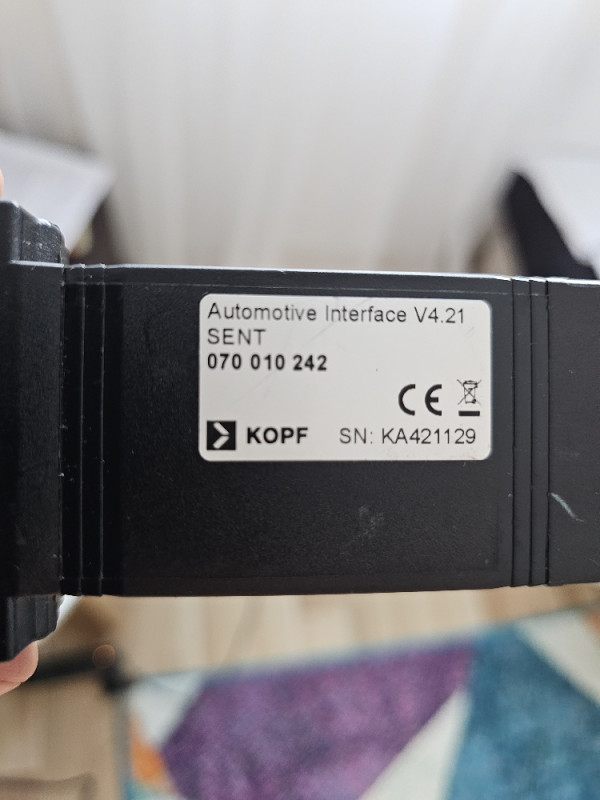 Automotive Interface V4.21
SENT
070 010 242
CE
KOPF SN: KA421129